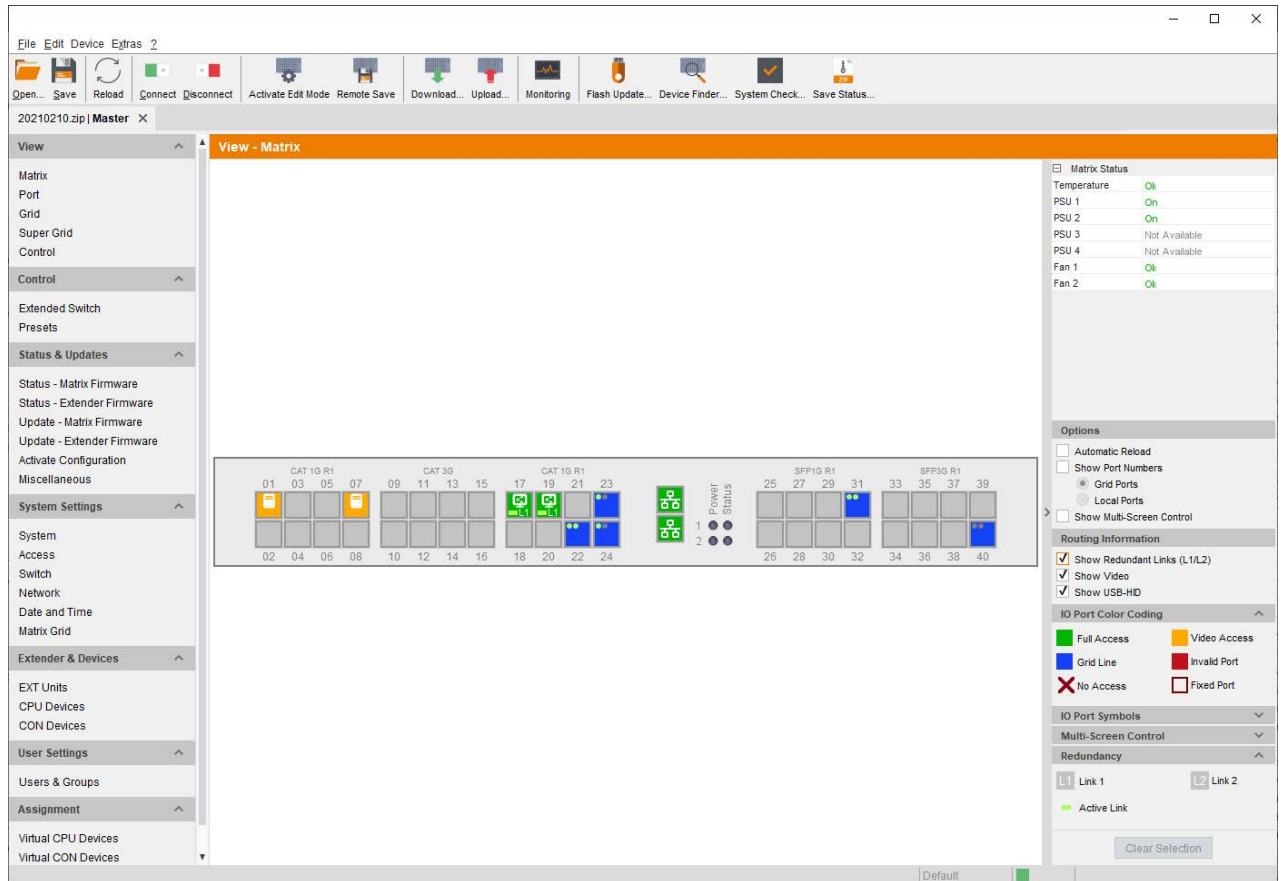 File Edit Device Extras ?
Open... Save Reload Connect Disconnect Activate Edit Mode Remote Save Download... Upload... Monitoring Flash Update... Device Finder... System Check... Save Status...
ZIP
20210210.zip | Master
View
Matrix
Port
Grid
Super Grid
Control
Control
Extended Switch
Presets
Status & Updates
Status - Matrix Firmware
Status - Extender Firmware
Update - Matrix Firmware
Update - Extender Firmware
Activate Configuration
Miscellaneous
System Settings
System
Access
Switch
Network
Date and Time
Matrix Grid
Extender & Devices
EXT Units
CPU Devices
CON Devices
User Settings
Users & Groups
Assignment
Virtual CPU Devices
Virtual CON Devices
View - Matrix
CAT 1G R1 CAT 3G CAT 1G R1 SFP1G R1 SFP3G R1
01 03 05 07 09 11 13 15 17 19 21 23 Power Status 25 27 29 31 33 35 37 39
L1 L1
1
2
02 04 06 08 10 12 14 16 18 20 22 24 26 28 30 32 34 36 38 40
Matrix Status
Temperature Ok
PSU 1 On
PSU 2 On
PSU 3 Not Available
PSU 4 Not Available
Fan 1 Ok
Fan 2 Ok
Options
Automatic Reload
Show Port Numbers
Grid Ports
Local Ports
Show Multi-Screen Control
Routing Information
Show Redundant Links (L1/L2)
Show Video
Show USB-HID
IO Port Color Coding
Full Access Video Access
Grid Line Invalid Port
No Access Fixed Port
IO Port Symbols
Multi-Screen Control
Redundancy
L1 Link 1 L2 Link 2
Active Link
Clear Selection
Default